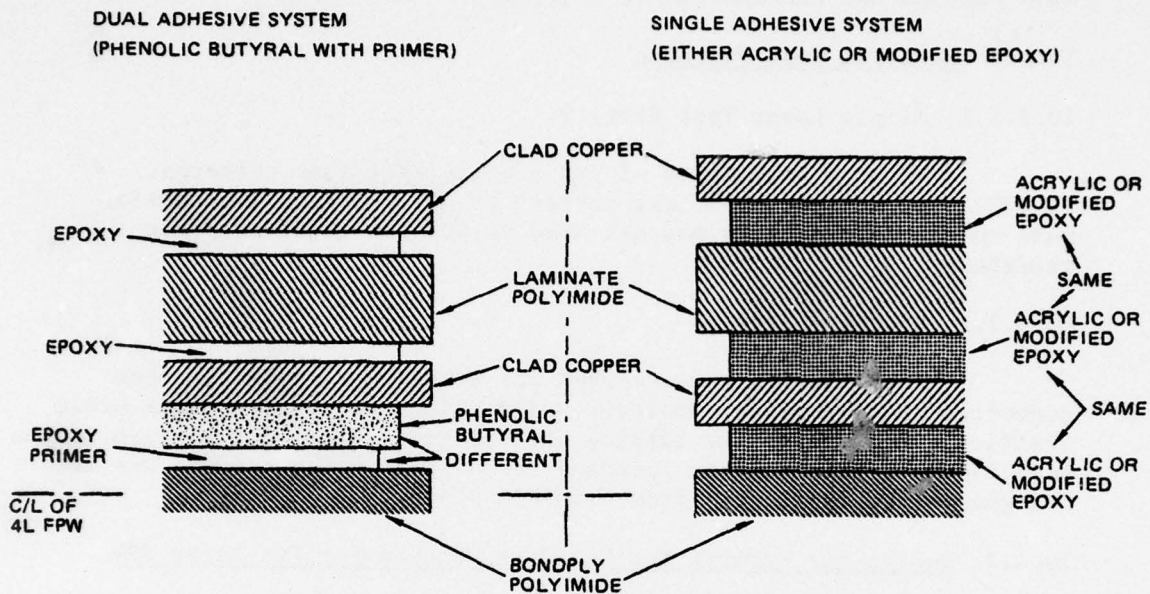 DUAL ADHESIVE SYSTEM
(PHENOLIC BUTYRAL WITH PRIMER)
SINGLE ADHESIVE SYSTEM
(EITHER ACRYLIC OR MODIFIED EPOXY)
CLAD COPPER
EPOXY
LAMINATE
POLYIMIDE
EPOXY
CLAD COPPER
PHENOLIC
BUTYRAL
EPOXY
PRIMER
DIFFERENT
C/L OF
4L FPW
BONDPLY
POLYIMIDE
ACRYLIC OR
MODIFIED
EPOXY
SAME
ACRYLIC OR
MODIFIED
EPOXY
SAME
ACRYLIC OR
MODIFIED
EPOXY